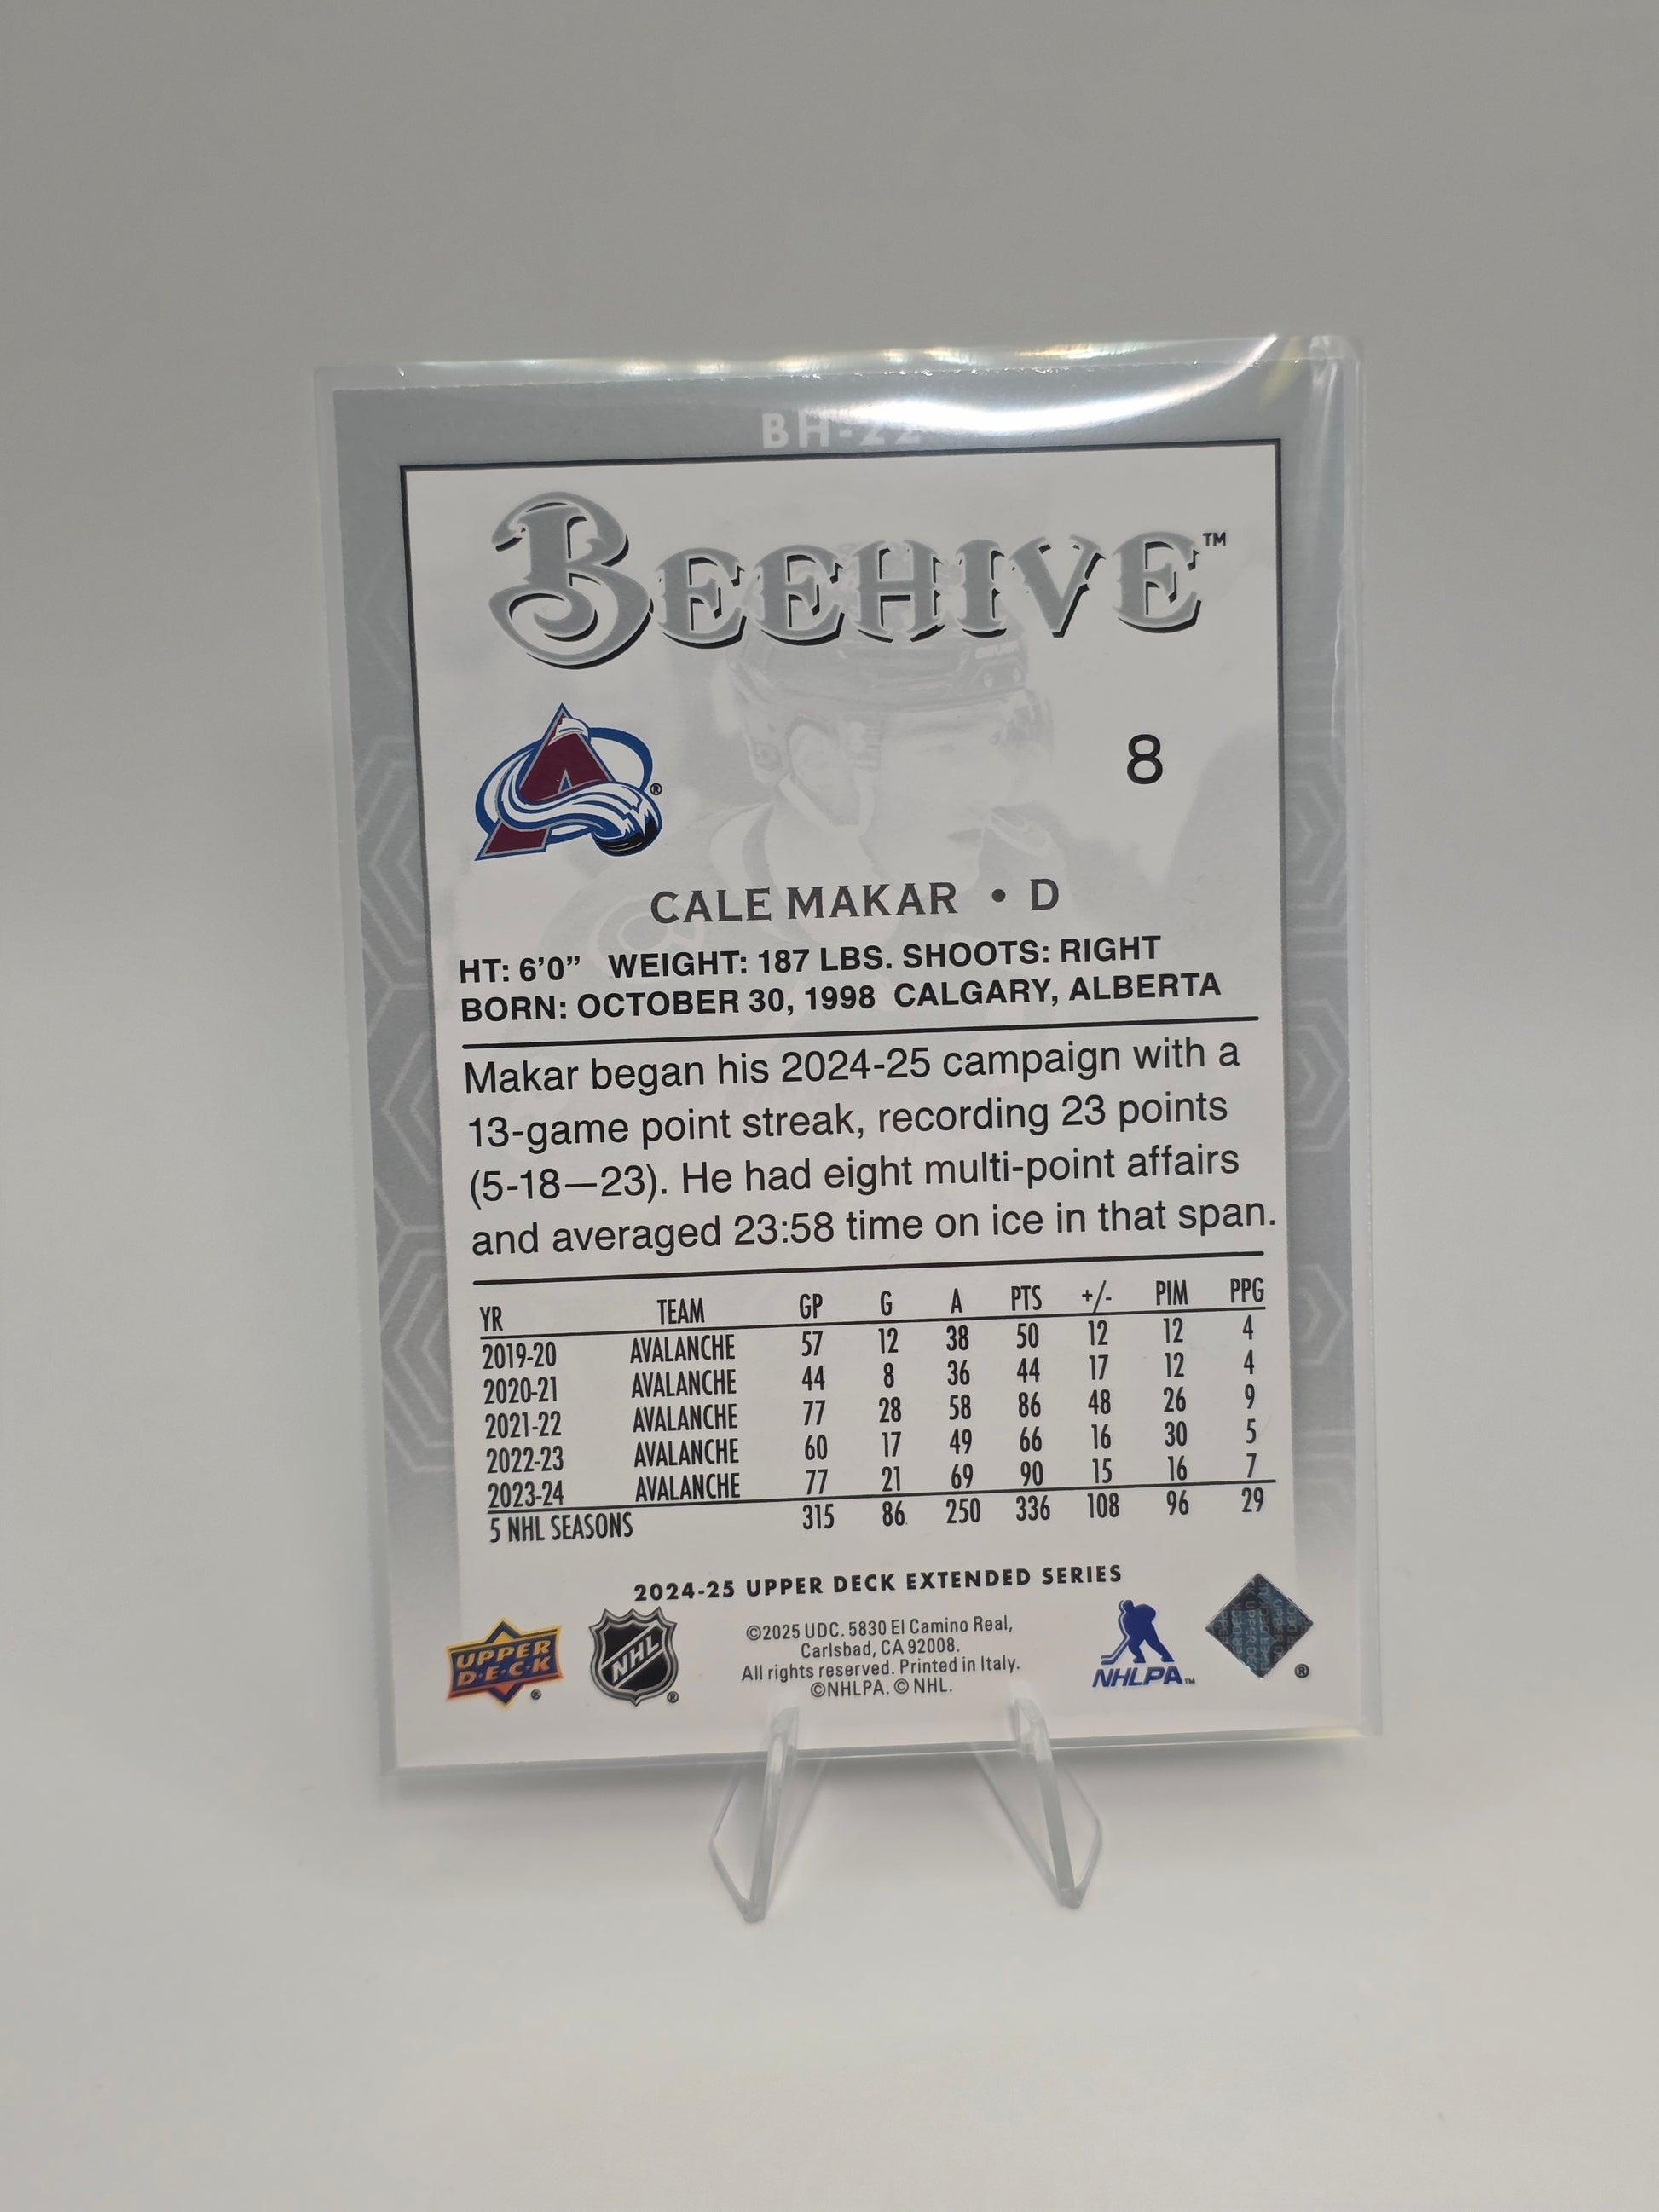 BH-22
BEEHIVE™
8
CALE MAKAR • D
HT: 6'0” WEIGHT: 187 LBS. SHOOTS: RIGHT
BORN: OCTOBER 30, 1998 CALGARY, ALBERTA
Makar began his 2024-25 campaign with a
13-game point streak, recording 23 points
(5-18—23). He had eight multi-point affairs
and averaged 23:58 time on ice in that span.
YR TEAM GP G A PTS +/- PIM PPG
2019-20 AVALANCHE 57 12 38 50 12 12 4
2020-21 AVALANCHE 44 8 36 44 17 12 4
2021-22 AVALANCHE 77 28 58 86 48 26 9
2022-23 AVALANCHE 60 17 49 66 16 30 5
2023-24 AVALANCHE 77 21 69 90 15 16 7
5 NHL SEASONS 315 86 250 336 108 96 29
2024-25 UPPER DECK EXTENDED SERIES
UPPER
D·E·C·K ®
NHL ®
©2025 UDC. 5830 El Camino Real,
Carlsbad, CA 92008.
All rights reserved. Printed in Italy.
©NHLPA. © NHL.
NHLPA™
®